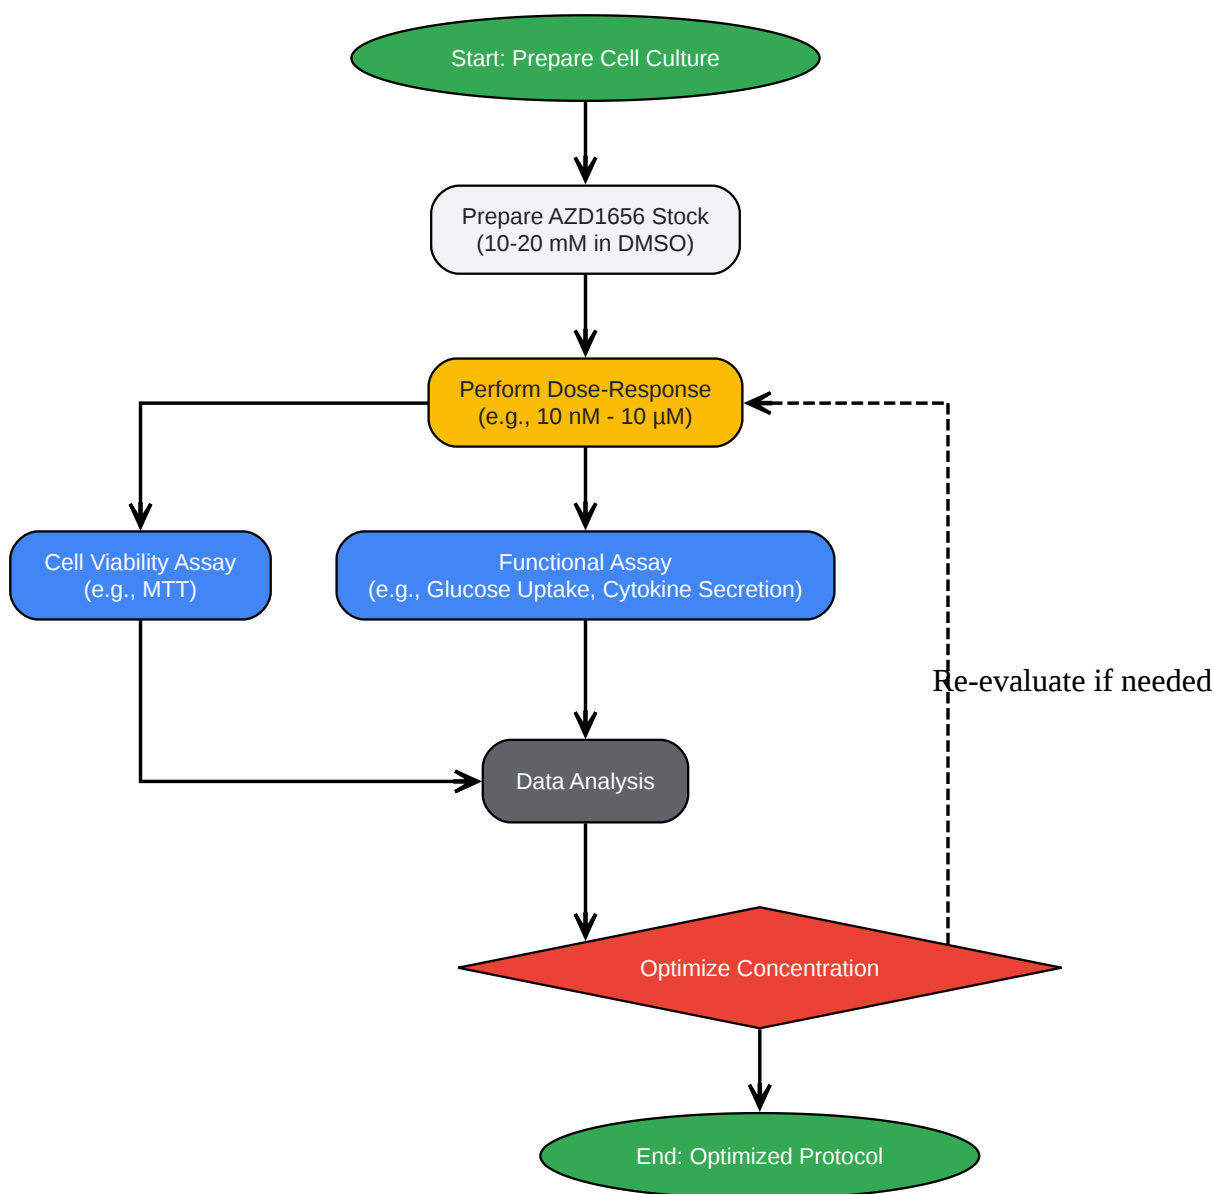 Start: Prepare Cell Culture
Prepare AZD1656 Stock
(10-20 mM in DMSO)
Perform Dose-Response
(e.g., 10 nM - 10 µM)
Cell Viability Assay
(e.g., MTT)
Functional Assay
(e.g., Glucose Uptake, Cytokine Secretion)
Re-evaluate if needed
Data Analysis
Optimize Concentration
End: Optimized Protocol